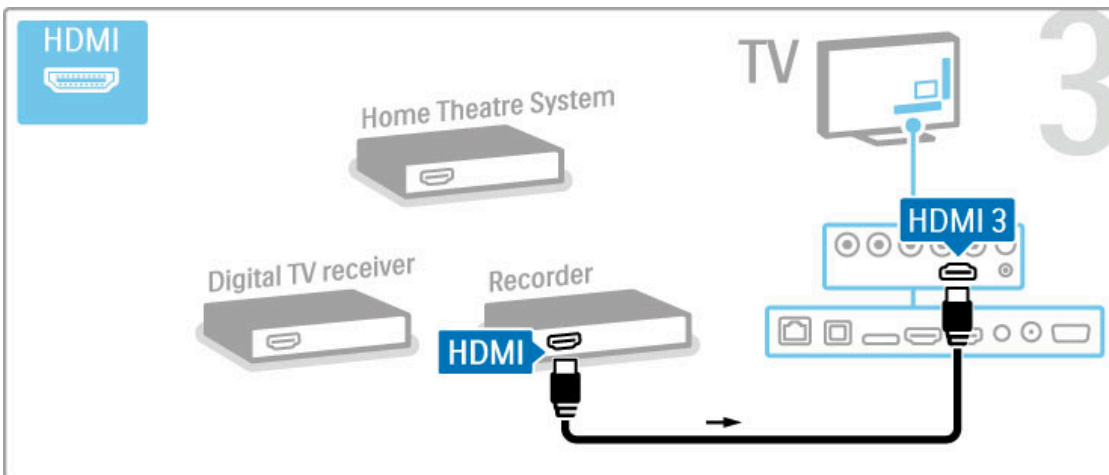 HDMI
TV
3
Home Theatre System
HDMI 3
Digital TV receiver
Recorder
HDMI